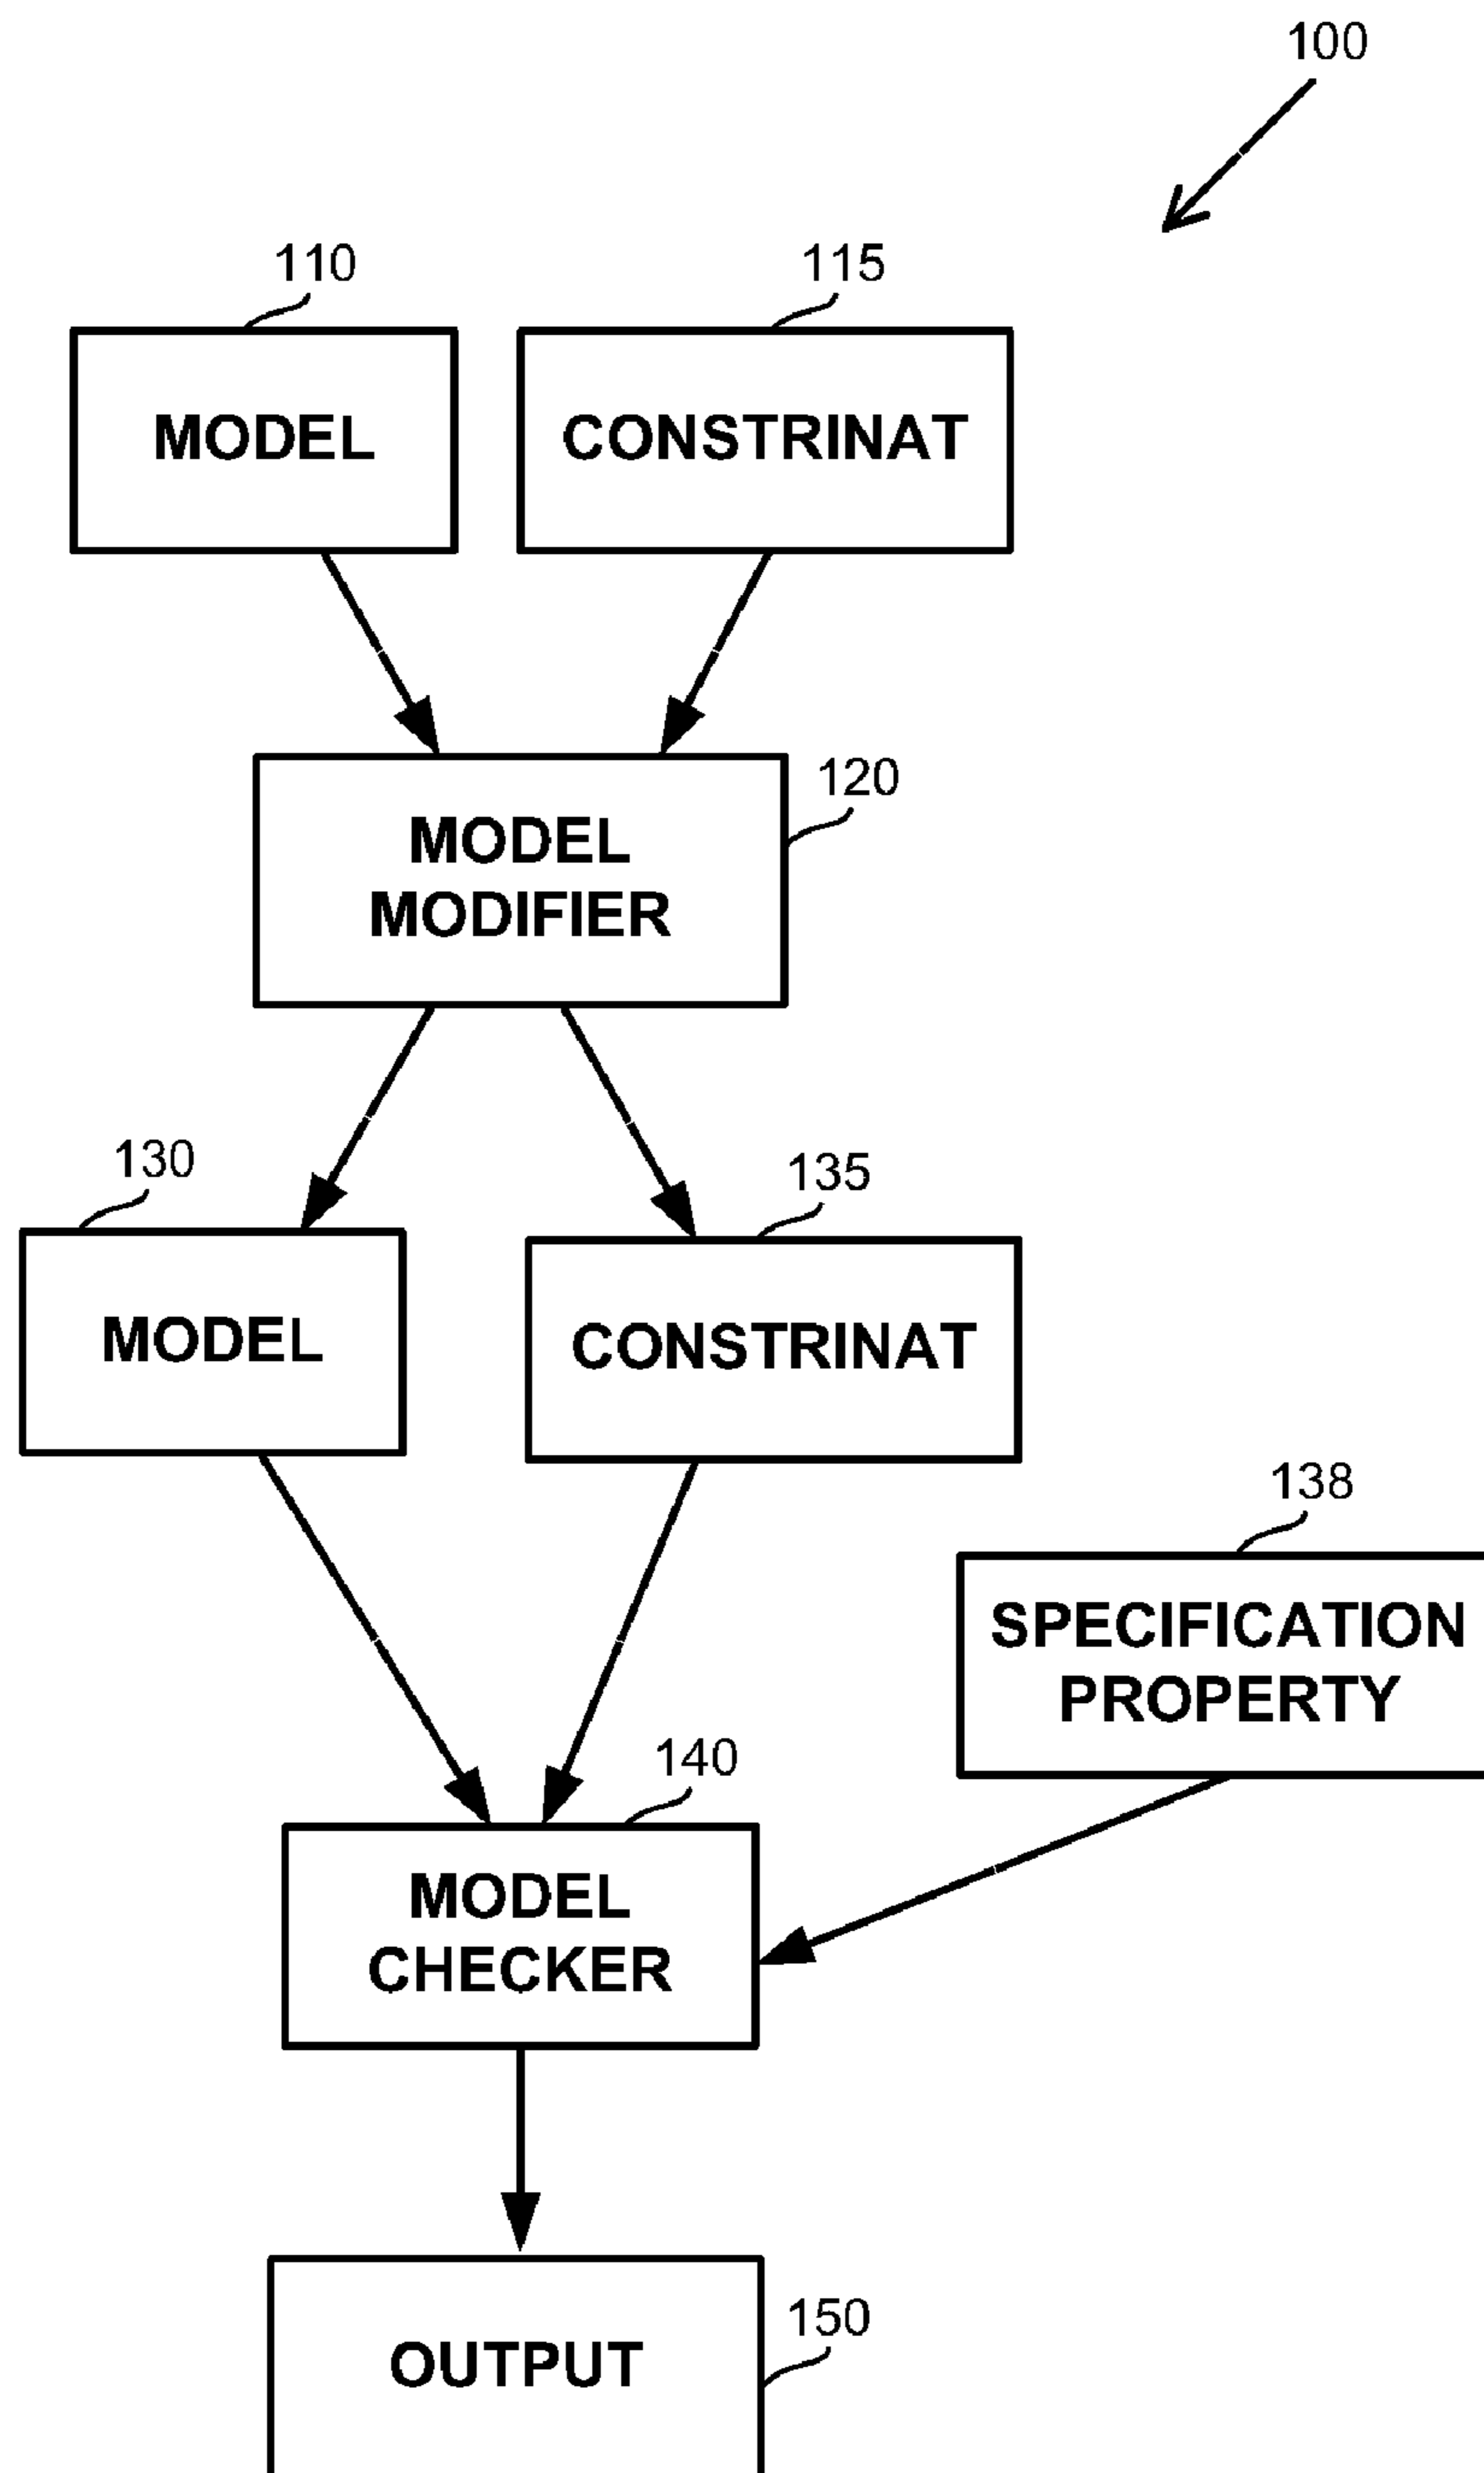 100
110
115
MODEL
CONSTRINAT
120
MODEL
MODIFIER
130
135
MODEL
CONSTRINAT
138
SPECIFICATION
PROPERTY
140
MODEL
CHECKER
150
OUTPUT